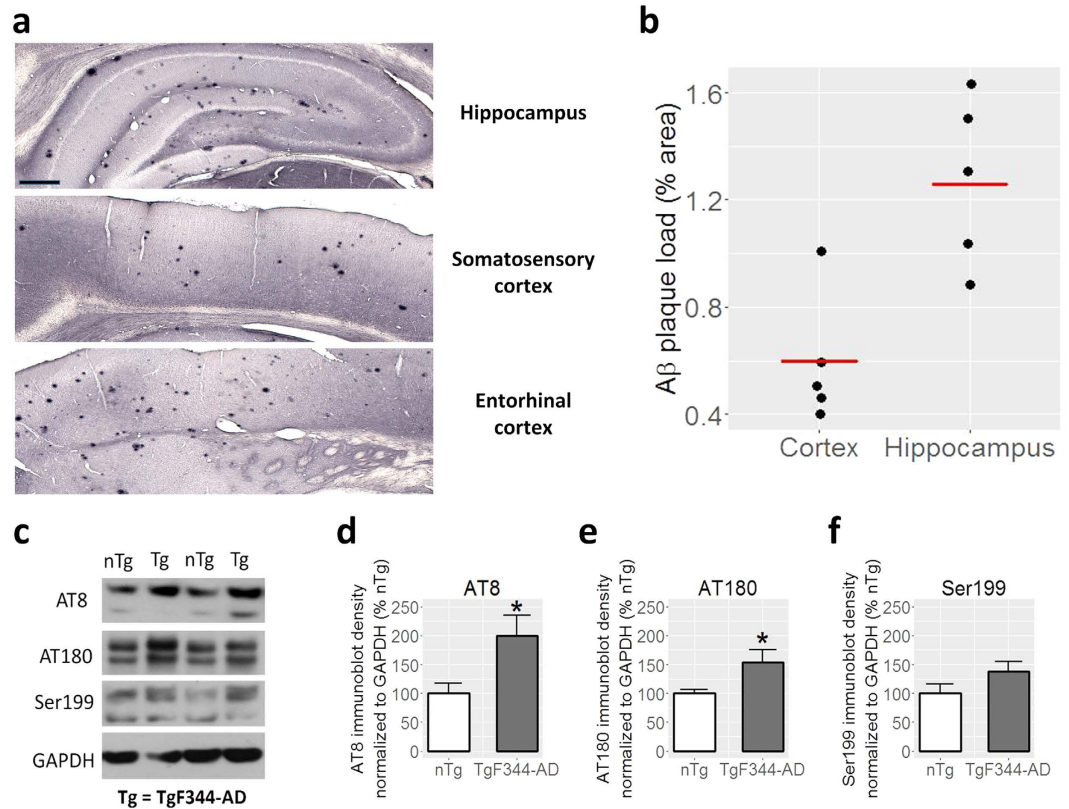 a
Hippocampus
Somatosensory
cortex
Entorhinal
cortex
b
Aβ plaque load (% area)
1.6
1.2
0.8
0.4
Cortex
Hippocampus
c
nTg Tg nTg Tg
AT8
AT180
Ser199
GAPDH
Tg = TgF344-AD
d
AT8
AT8 immunoblot density
normalized to GAPDH (% nTg)
250
200
150
100
50
0
*
nTg TgF344-AD
e
AT180
AT180 immunoblot density
normalized to GAPDH (% nTg)
250
200
150
100
50
0
*
nTg TgF344-AD
f
Ser199
Ser199 immunoblot density
normalized to GAPDH (% nTg)
250
200
150
100
50
0
nTg TgF344-AD